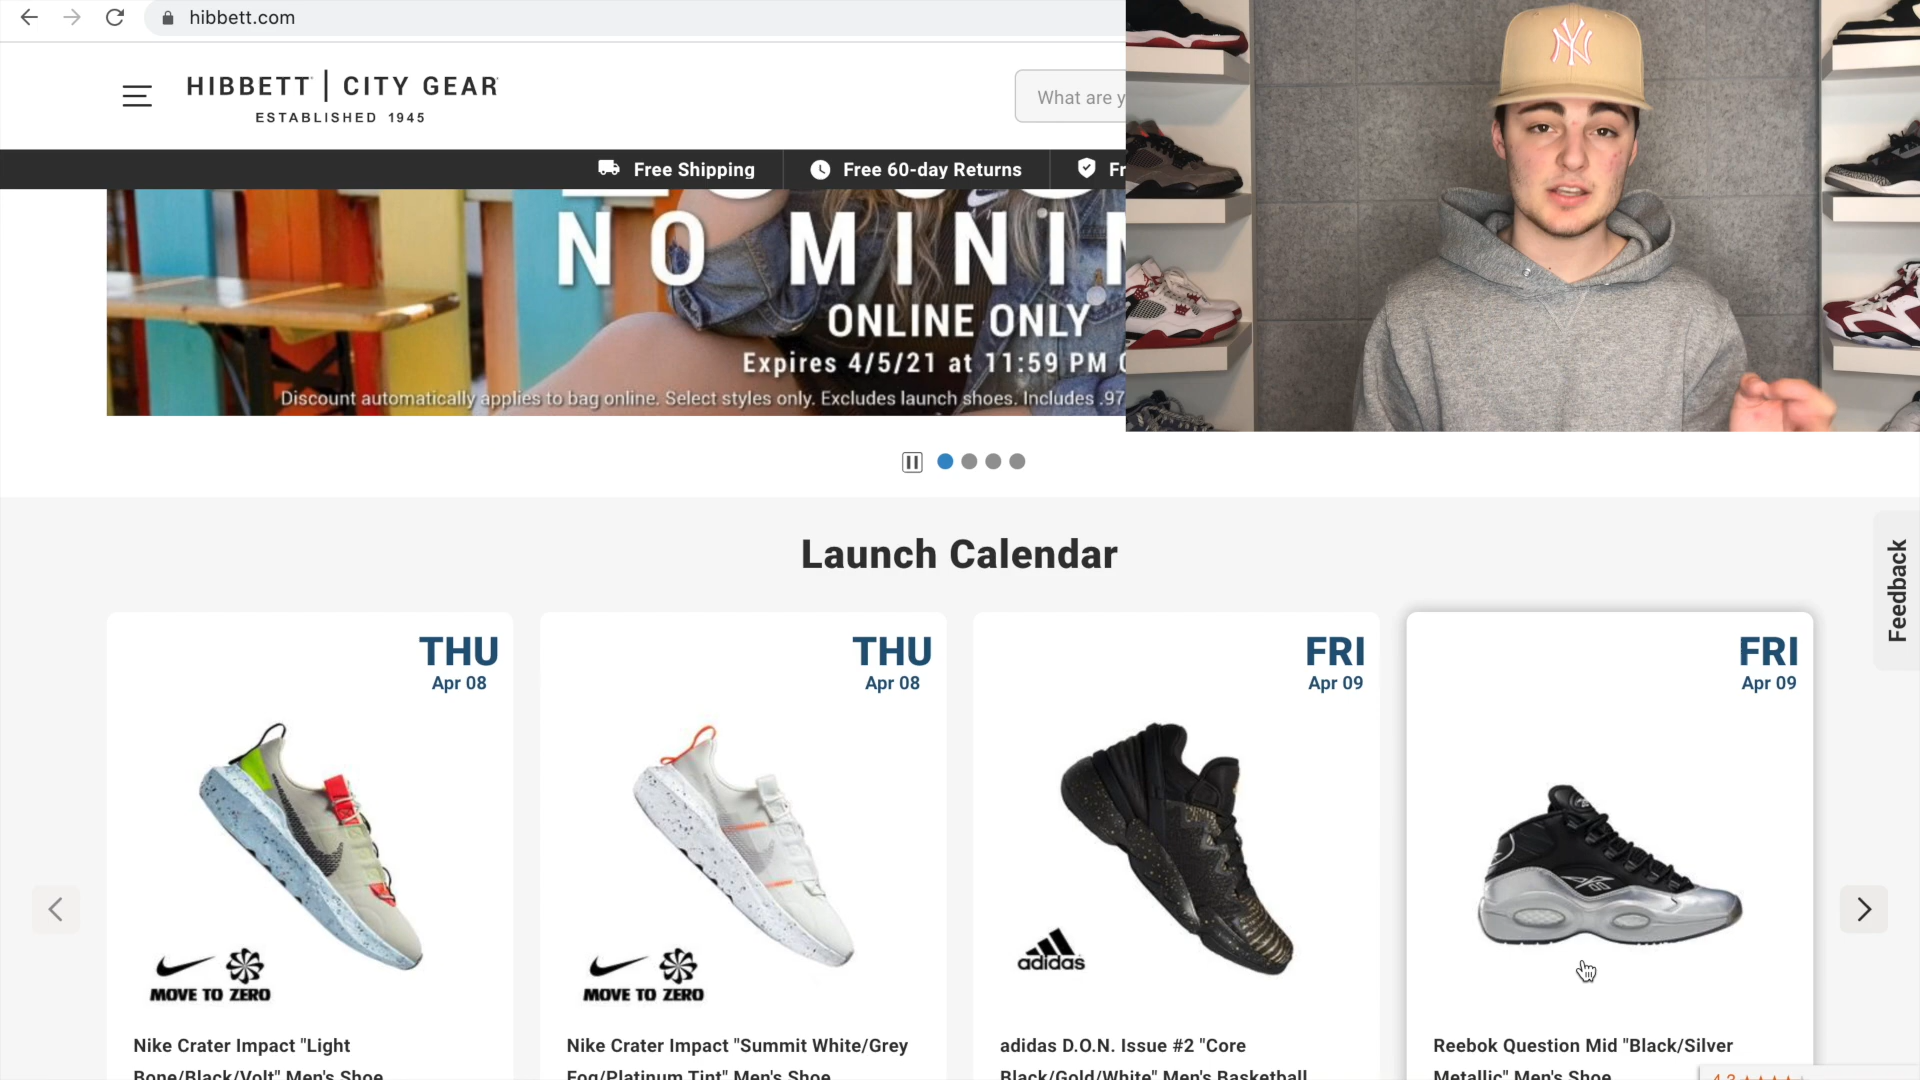 hibbett.com
HIBBETT | CITY GEAR
ESTABLISHED 1945
What are y
Free Shipping
Free 60-day Returns
Fr
NO MINI
ONLINE ONLY
Expires 4/5/21 at 11:59 PM
Discount automatically applies to bag online. Select styles only. Excludes launch shoes. Includes .97
NY
Launch Calendar
Feedback
THU
Apr 08
MOVE TO ZERO
Nike Crater Impact "Light
Bone/Black/Volt" Men's Shoe
THU
Apr 08
MOVE TO ZERO
Nike Crater Impact "Summit White/Grey
Fog/Platinum Tint" Men's Shoe
FRI
Apr 09
adidas
adidas D.O.N. Issue #2 "Core
Black/Gold/White" Men's Basketball
FRI
Apr 09
Reebok Question Mid "Black/Silver
Metallic" Men's Shoe